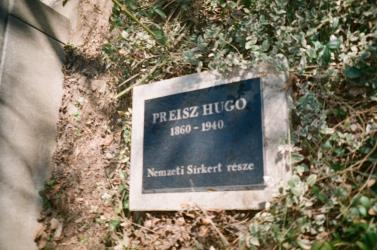 PREISZ HUGO
1860 - 1940
Nemzeti Sírkert része